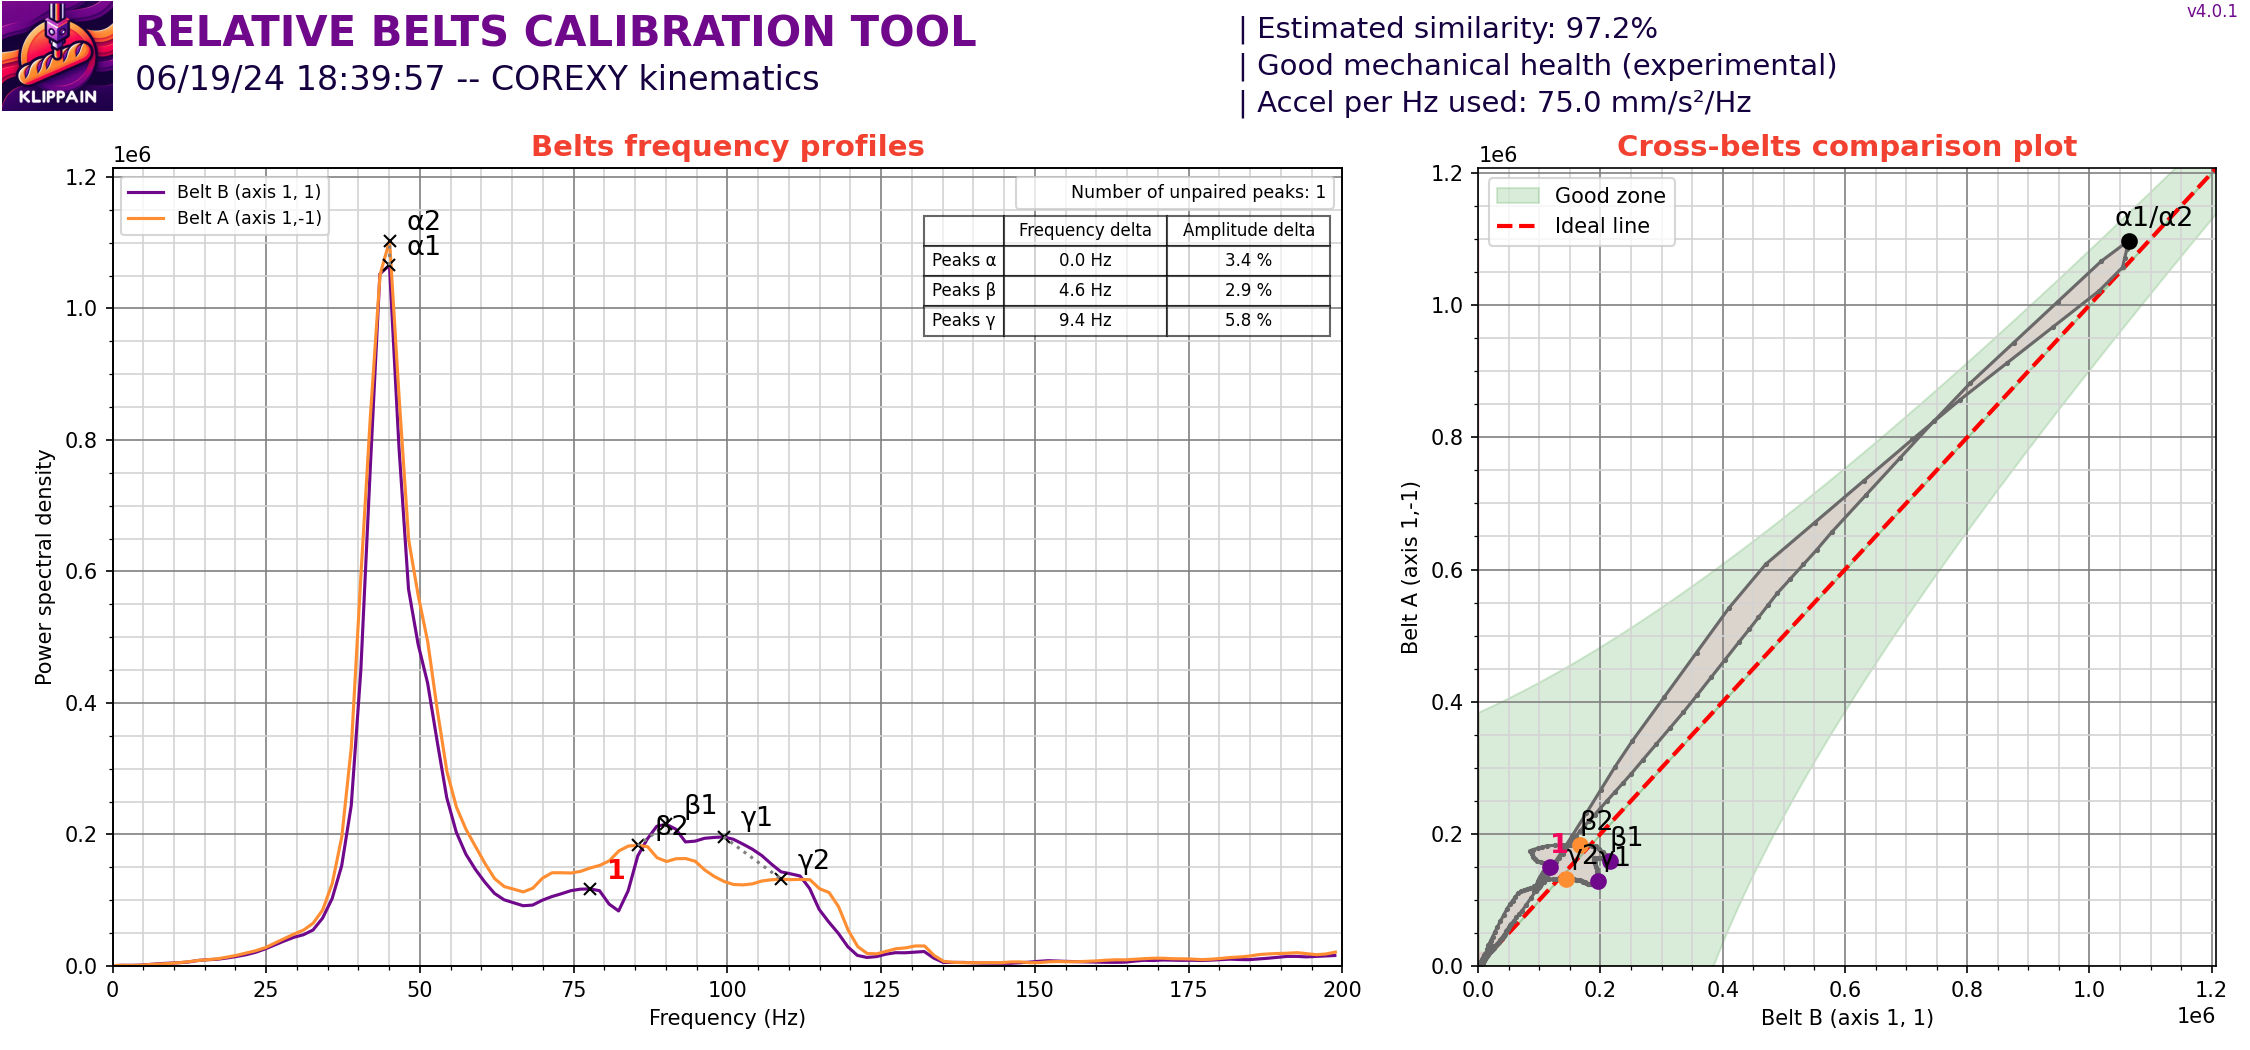 KLIPPAIN
RELATIVE BELTS CALIBRATION TOOL
06/19/24 18:39:57 -- COREXY kinematics
| Estimated similarity: 97.2%
| Good mechanical health (experimental)
| Accel per Hz used: 75.0 mm/s²/Hz
v4.0.1
Belts frequency profiles
1e6
Belt B (axis 1, 1)
Belt A (axis 1,-1)
Number of unpaired peaks: 1
Frequency delta Amplitude delta
Peaks α 0.0 Hz 3.4 %
Peaks β 4.6 Hz 2.9 %
Peaks γ 9.4 Hz 5.8 %
α2
α1
β1
β2
γ1
γ2
1
1.2
1.0
0.8
0.6
0.4
0.2
0.0
Power spectral density
0 25 50 75 100 125 150 175 200
Frequency (Hz)
Cross-belts comparison plot
1e6
Good zone
Ideal line
α1/α2
β2
β1
1
γ2
γ1
1.2
1.0
0.8
0.6
0.4
0.2
0.0
Belt A (axis 1,-1)
0.0 0.2 0.4 0.6 0.8 1.0 1.2
Belt B (axis 1, 1)
1e6